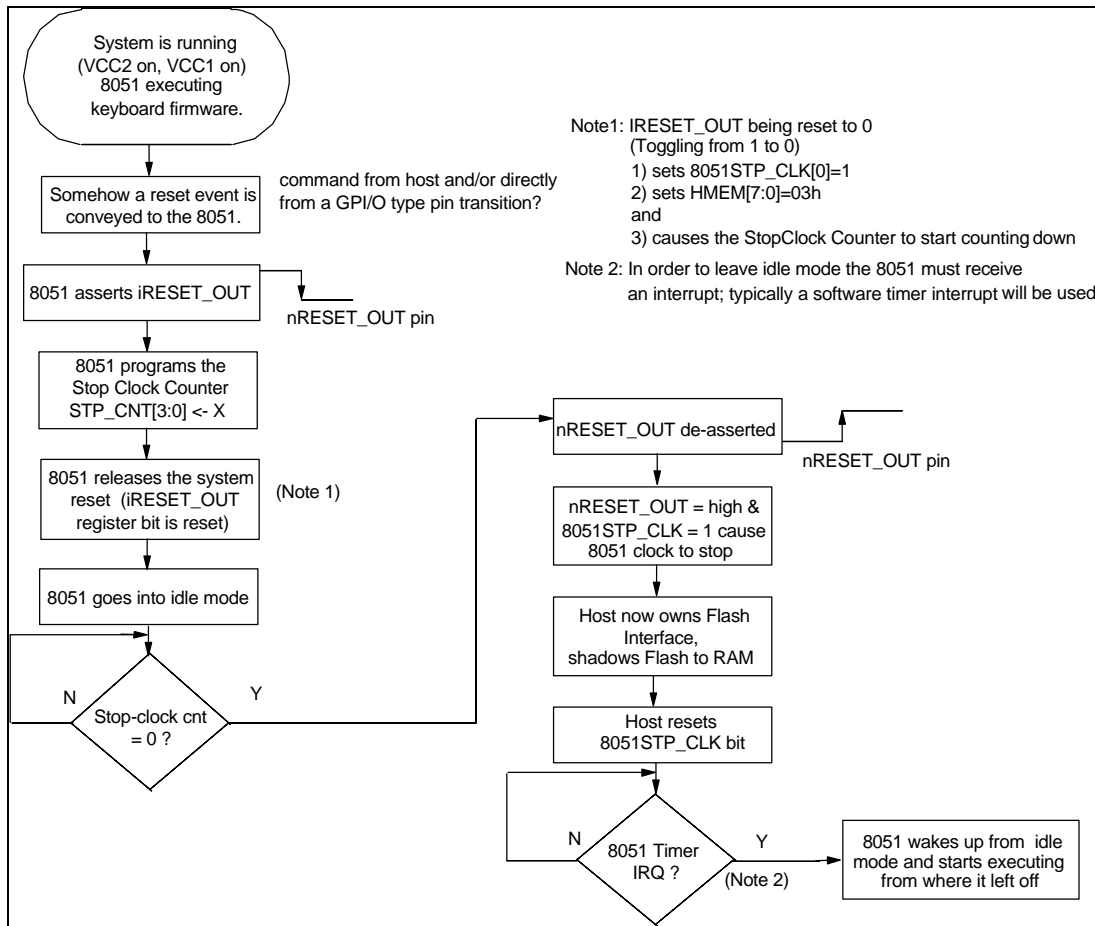 System is running
(VCC2 on, VCC1 on)
8051 executing
keyboard firmware.
Somehow a reset event is
conveyed to the 8051.
command from host and/or directly
from a GPI/O type pin transition?
8051 asserts iRESET_OUT
nRESET_OUT pin
8051 programs the
Stop Clock Counter
STP_CNT[3:0] <- X
8051 releases the system
reset (iRESET_OUT
register bit is reset)
(Note 1)
8051 goes into idle mode
N
Y
Stop-clock cnt
= 0 ?
Note1: IRESET_OUT being reset to 0
(Toggling from 1 to 0)
1) sets 8051STP_CLK[0]=1
2) sets HMEM[7:0]=03h
and
3) causes the StopClock Counter to start counting down
Note 2: In order to leave idle mode the 8051 must receive
an interrupt; typically a software timer interrupt will be used
nRESET_OUT de-asserted
nRESET_OUT pin
nRESET_OUT = high &
8051STP_CLK = 1 cause
8051 clock to stop
Host now owns Flash
Interface,
shadows Flash to RAM
Host resets
8051STP_CLK bit
N
Y
8051 Timer
IRQ ?
(Note 2)
8051 wakes up from idle
mode and starts executing
from where it left off